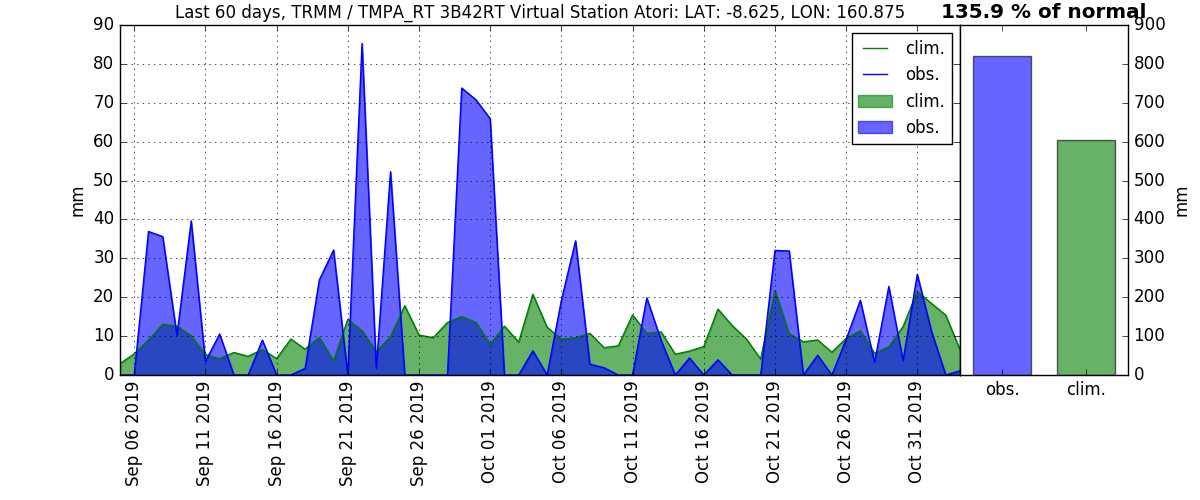 Last 60 days, TRMM / TMPA_RT 3B42RT Virtual Station Atori: LAT: -8.625, LON: 160.875
135.9 % of normal
90
80
70
60
50
40
30
20
10
0
mm
clim.
obs.
clim.
obs.
Sep 06 2019
Sep 11 2019
Sep 16 2019
Sep 21 2019
Sep 26 2019
Oct 01 2019
Oct 06 2019
Oct 11 2019
Oct 16 2019
Oct 21 2019
Oct 26 2019
Oct 31 2019
900
800
700
600
500
400
300
200
100
0
mm
obs.
clim.